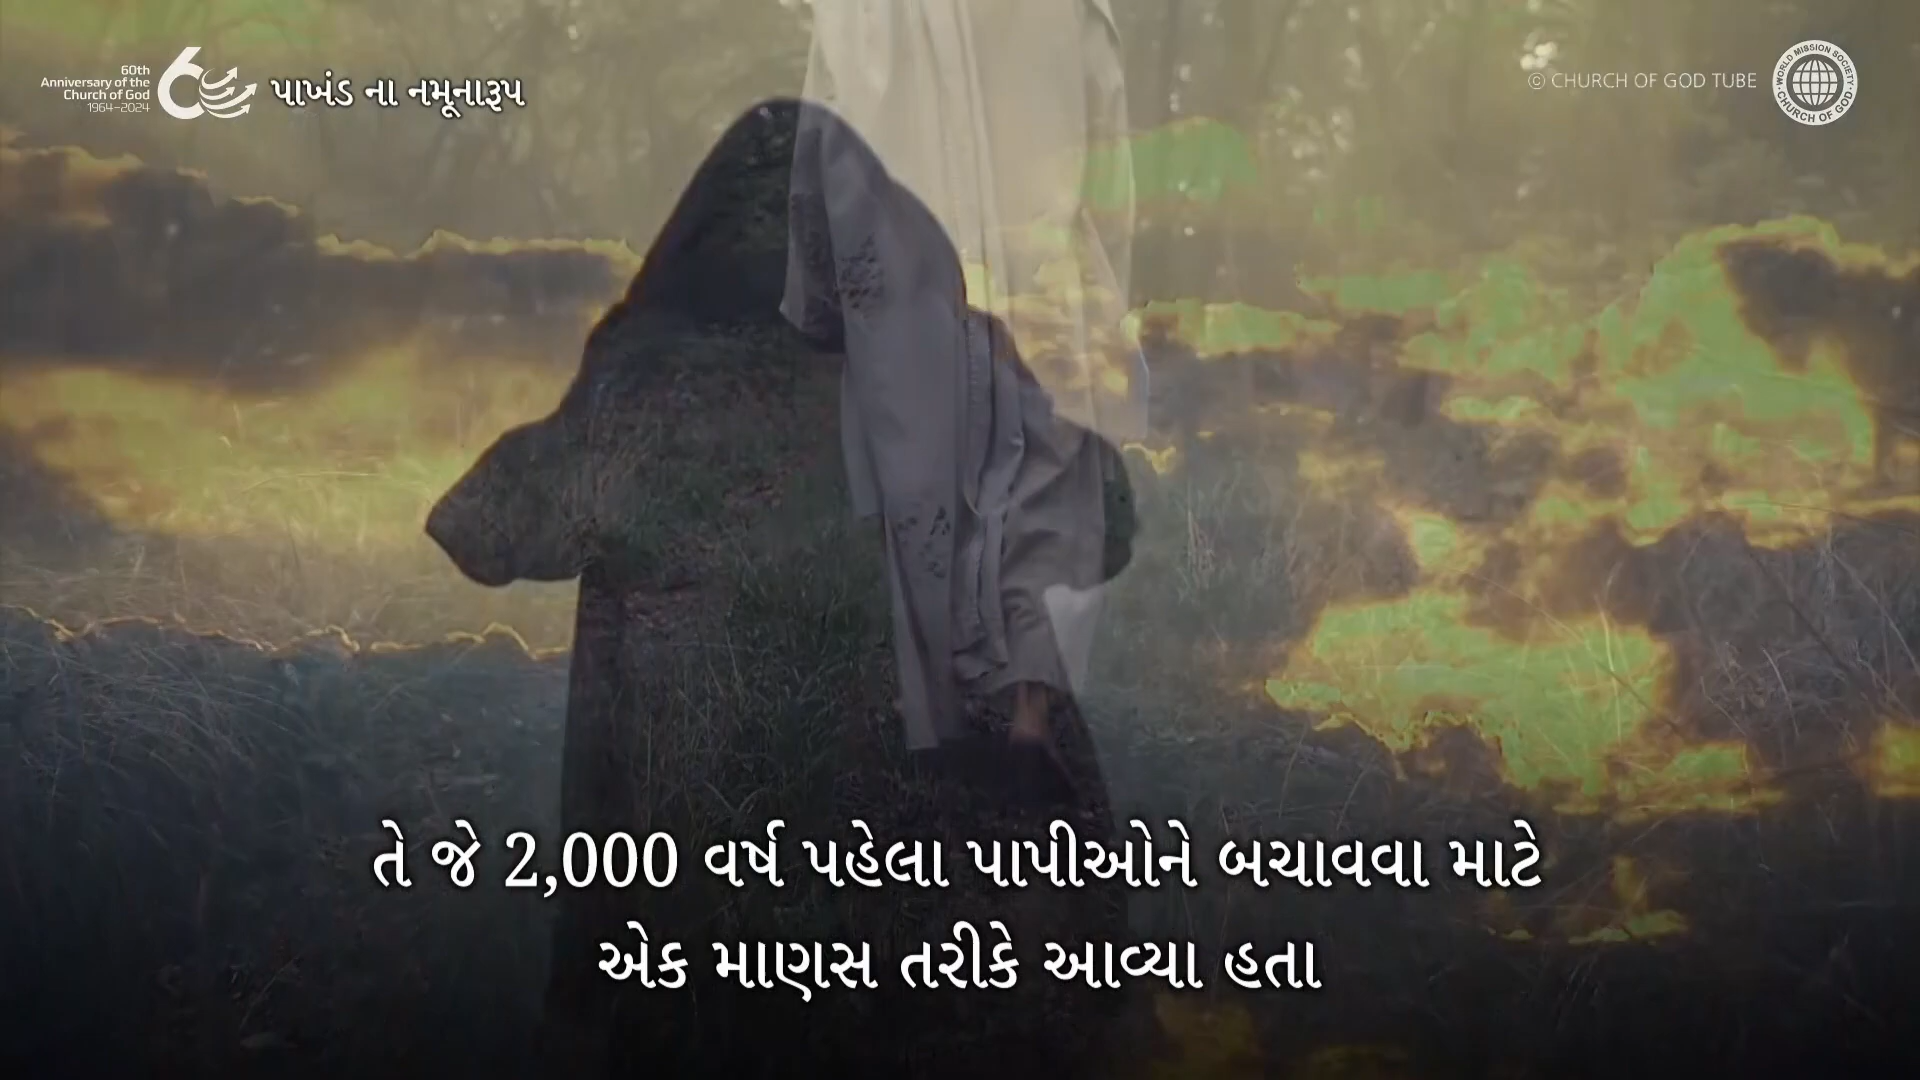 60th
Anniversary of the
Church of God
1964–2024
60
પાખંડ ના નમૂનારૂપ
© CHURCH OF GOD TUBE
WORLD MISSION SOCIETY
CHURCH OF GOD
તે જે 2,000 વર્ષ પહેલા પાપીઓને બચાવવા માટે
એક માણસ તરીકે આવ્યા હતા